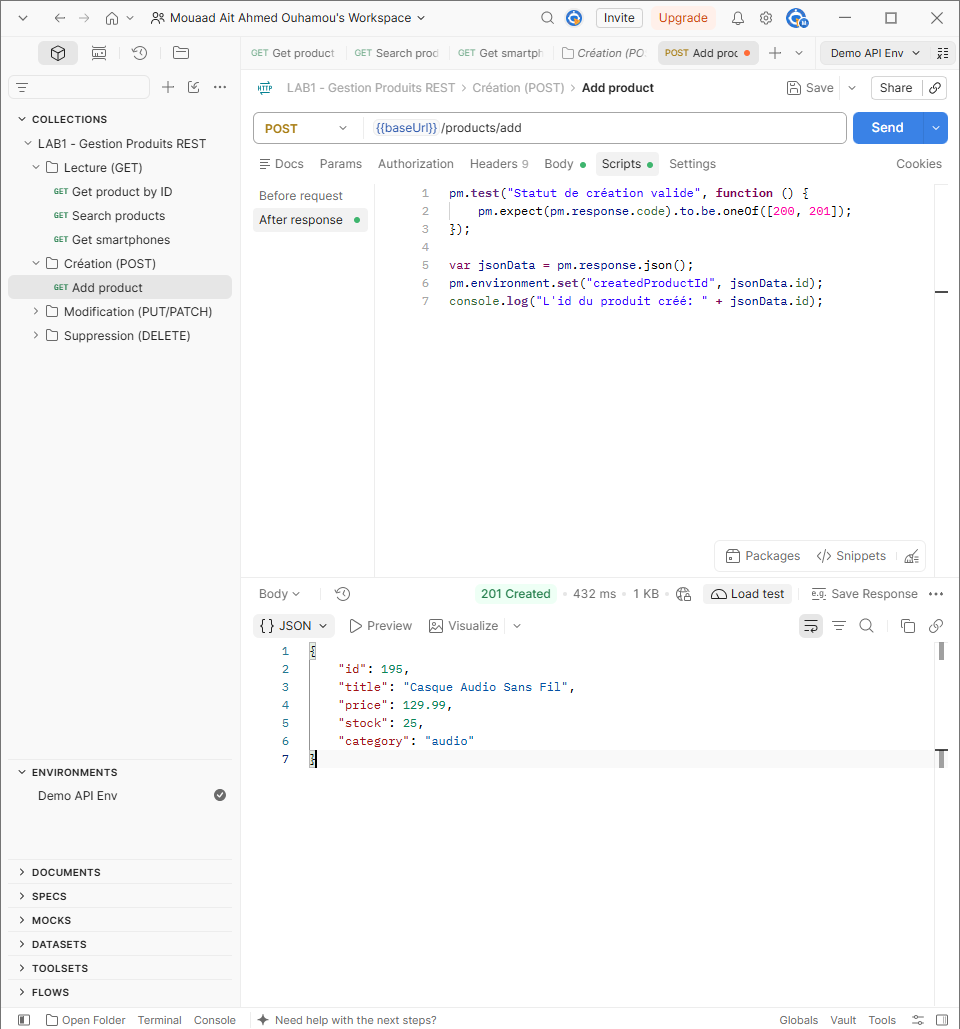 Mouaad Ait Ahmed Ouhamou's Workspace
Invite
Upgrade
GET Get product
GET Search prod
GET Get smartph
Création (PO
POST Add proc
Demo API Env
HTTP LAB1 - Gestion Produits REST > Création (POST) > Add product
Save
Share
COLLECTIONS
LAB1 - Gestion Produits REST
Lecture (GET)
GET Get product by ID
GET Search products
GET Get smartphones
Création (POST)
GET Add product
Modification (PUT/PATCH)
Suppression (DELETE)
POST
{{baseUrl}} /products/add
Send
Docs Params Authorization Headers 9 Body Scripts Settings Cookies
Before request
After response
1 pm.test("Statut de création valide", function () {
2 pm.expect(pm.response.code).to.be.oneOf([200, 201]);
3 });
4
5 var jsonData = pm.response.json();
6 pm.environment.set("createdProductId", jsonData.id);
7 console.log("L'id du produit créé: " + jsonData.id);
Packages </> Snippets
Body 201 Created • 432 ms • 1 KB Load test e.g. Save Response
{} JSON Preview Visualize
1 {
2 "id": 195,
3 "title": "Casque Audio Sans Fil",
4 "price": 129.99,
5 "stock": 25,
6 "category": "audio"
7 }
ENVIRONMENTS
Demo API Env
DOCUMENTS
SPECS
MOCKS
DATASETS
TOOLSETS
FLOWS
Open Folder Terminal Console Need help with the next steps? Globals Vault Tools